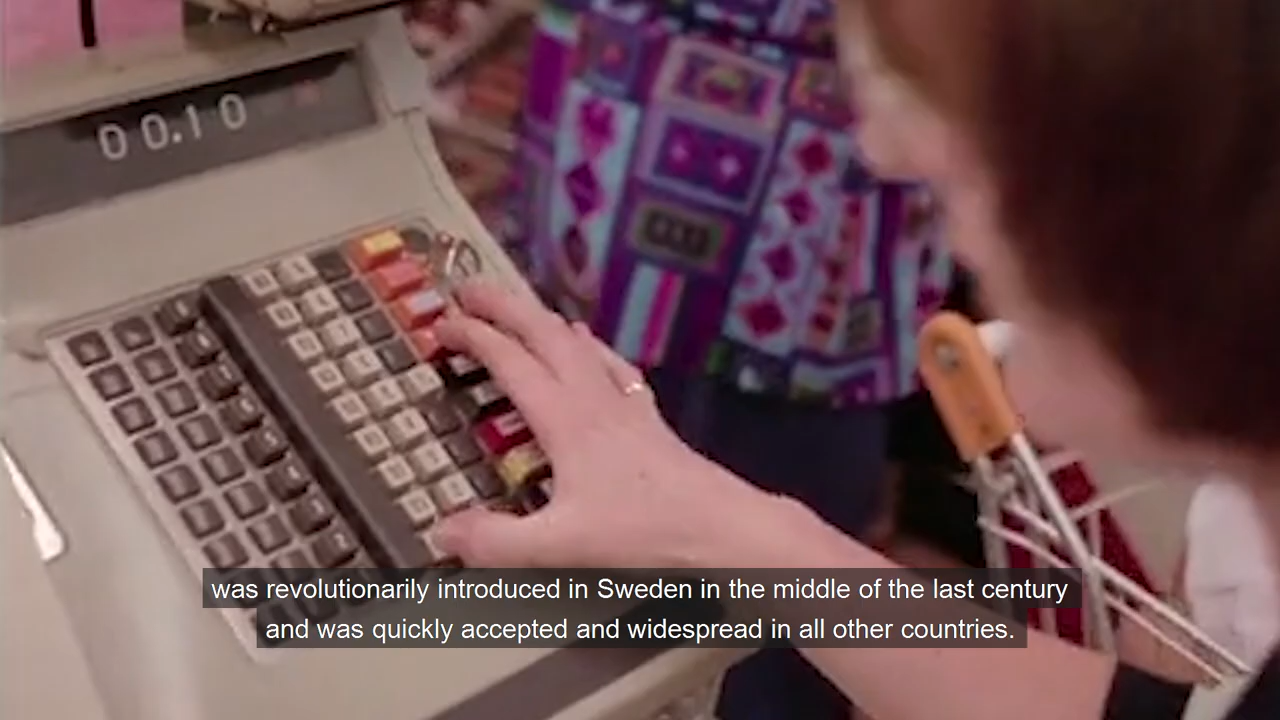 00.10
was revolutionarily introduced in Sweden in the middle of the last century
and was quickly accepted and widespread in all other countries.